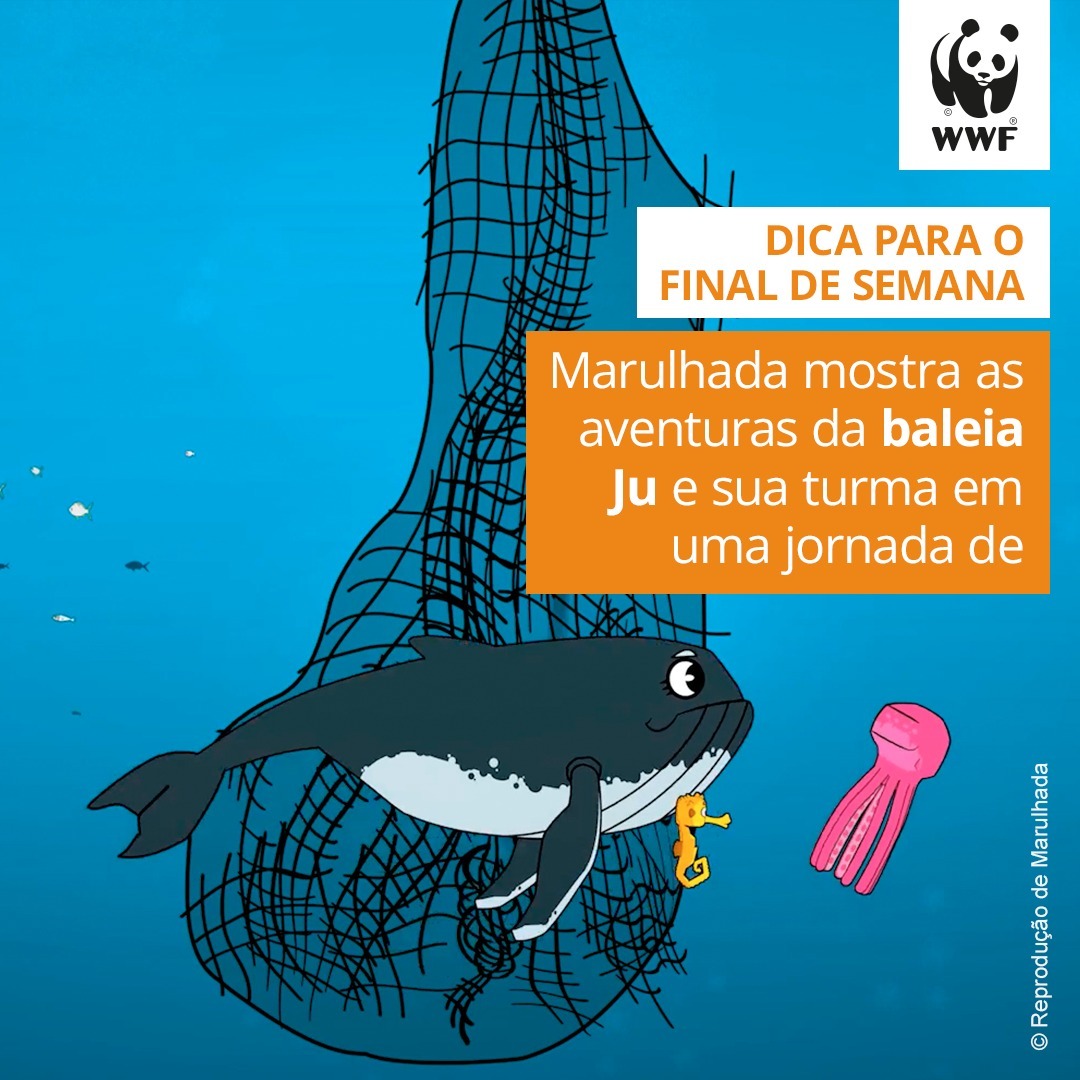 WWF
DICA PARA O
FINAL DE SEMANA
Marulhada mostra as
aventuras da baleia
Ju e sua turma em
uma jornada de
© Reprodução de Marulhada